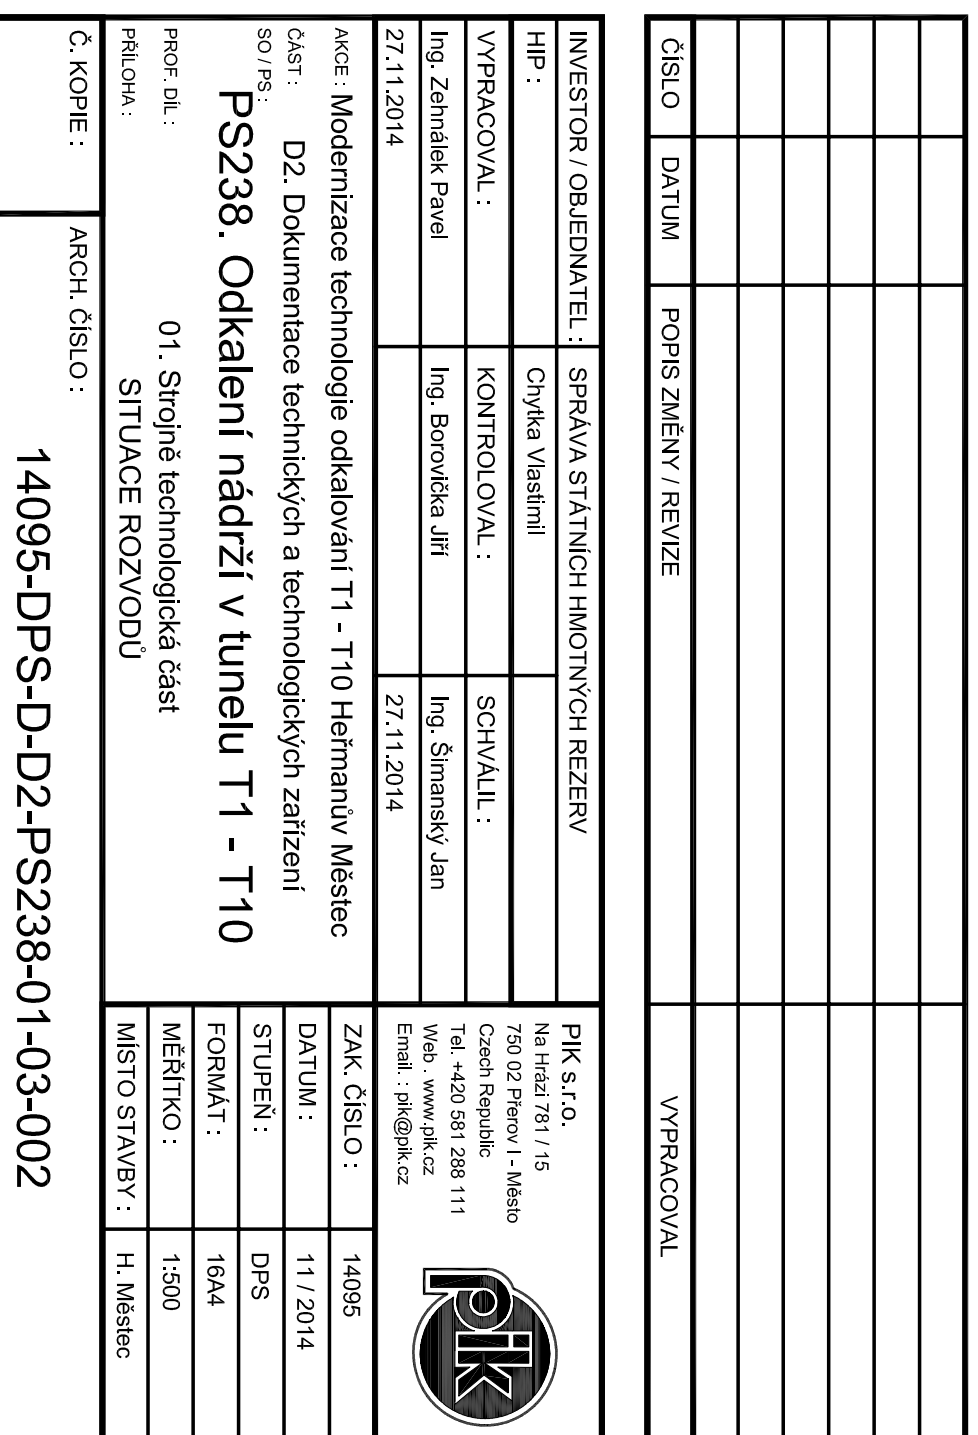 ČÍSLO DATUM POPIS ZMĚNY / REVIZE VYPRACOVAL
INVESTOR / OBJEDNATEL : SPRÁVA STÁTNÍCH HMOTNÝCH REZERV
HIP : Chytka Vlastimil
VYPRACOVAL : KONTROLOVAL : SCHVÁLIL :
Ing. Zehnálek Pavel Ing. Borovička Jiří Ing. Šimanský Jan
27.11.2014 27.11.2014
PIK s.r.o.
Na Hrázi 781 / 15
750 02 Přerov I - Město
Czech Republic
Tel. +420 581 288 111
Web . www.pik.cz
Email. : pik@pik.cz
pik
AKCE : Modernizace technologie odkalování T1 - T10 Heřmanův Městec
ČÁST : D2. Dokumentace technických a technologických zařízení
SO / PS : PS238. Odkalení nádrží v tunelu T1 - T10
PROF. DÍL : 01. Strojně technologická část
PŘÍLOHA : SITUACE ROZVODŮ
ZAK. ČÍSLO : 14095
DATUM : 11 / 2014
STUPEŇ : DPS
FORMÁT : 16A4
MĚŘÍTKO : 1:500
MÍSTO STAVBY : H. Městec
Č. KOPIE : ARCH. ČÍSLO :
14095-DPS-D-D2-PS238-01-03-002